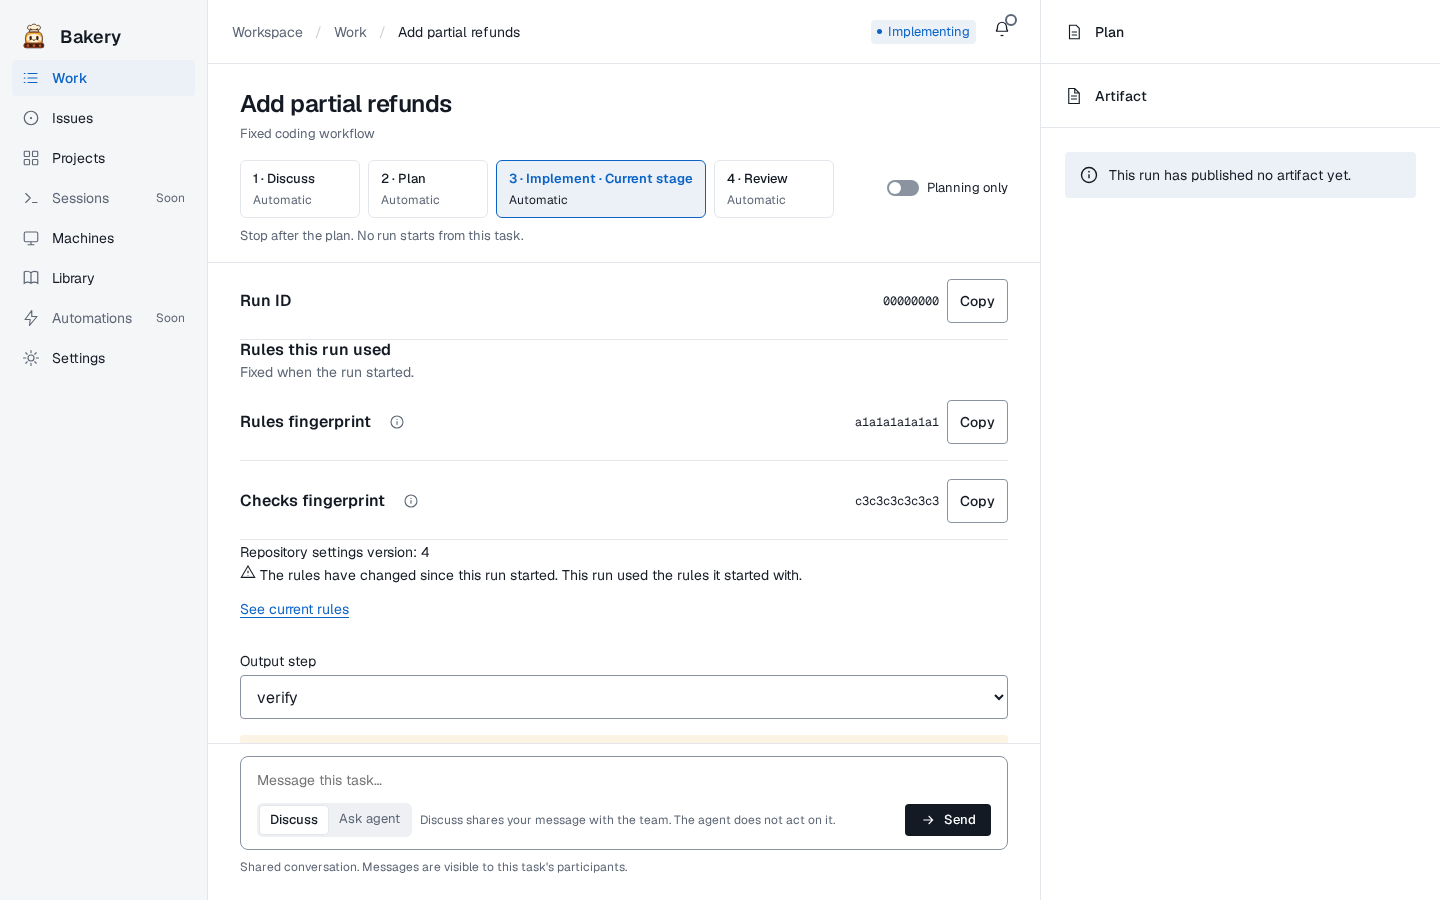 Bakery
Work
Issues
Projects
Sessions Soon
Machines
Library
Automations Soon
Settings
Workspace / Work / Add partial refunds
Implementing
Add partial refunds
Fixed coding workflow
1 · Discuss
Automatic
2 · Plan
Automatic
3 · Implement · Current stage
Automatic
4 · Review
Automatic
Planning only
Stop after the plan. No run starts from this task.
Run ID 00000000 Copy
Rules this run used
Fixed when the run started.
Rules fingerprint a1a1a1a1a1a1 Copy
Checks fingerprint c3c3c3c3c3c3 Copy
Repository settings version: 4
The rules have changed since this run started. This run used the rules it started with.
See current rules
Output step
verify
Message this task...
Discuss Ask agent Discuss shares your message with the team. The agent does not act on it. Send
Shared conversation. Messages are visible to this task's participants.
Plan
Artifact
This run has published no artifact yet.